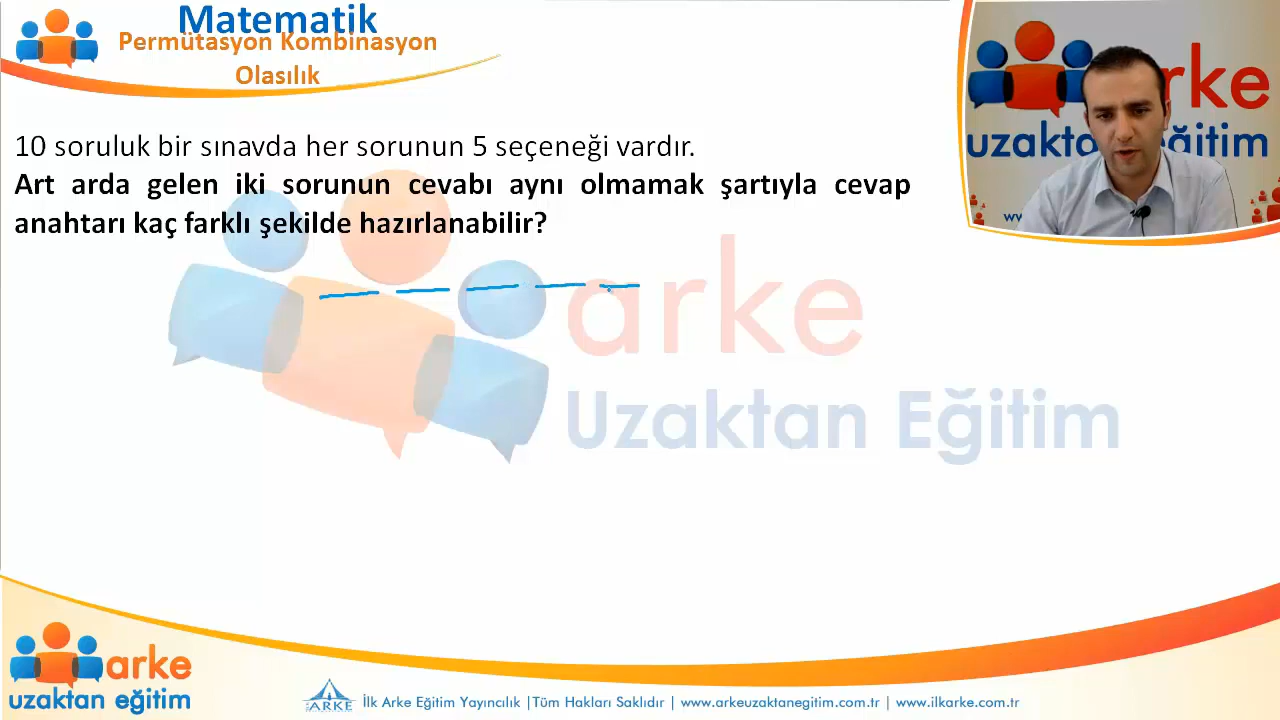 Matematik
Permütasyon Kombinasyon
Olasılık
arke
uzaktan eğitim
10 soruluk bir sınavda her sorunun 5 seçeneği vardır.
Art arda gelen iki sorunun cevabı aynı olmamak şartıyla cevap
anahtarı kaç farklı şekilde hazırlanabilir?
arke
Uzaktan Eğitim
arke
uzaktan eğitim
ARKE
İlk Arke Eğitim Yayıncılık |Tüm Hakları Saklıdır | www.arkeuzaktanegitim.com.tr | www.ilkarke.com.tr